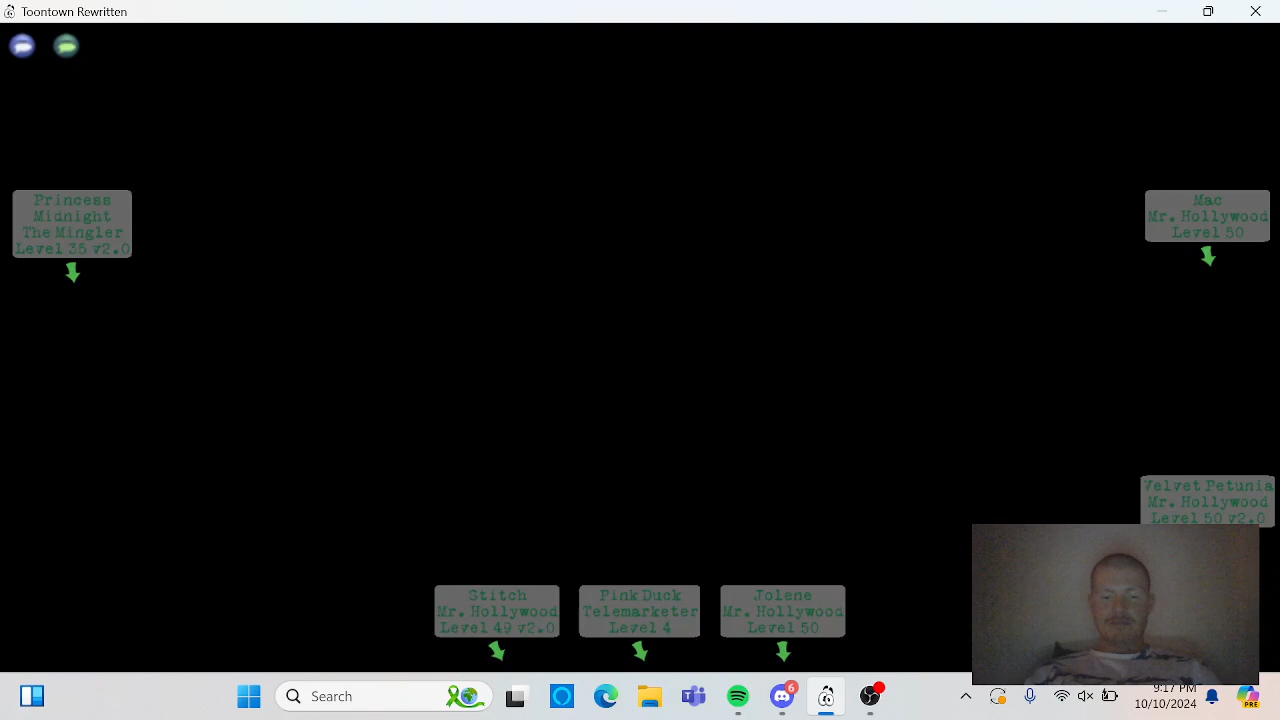 Toontown Rewritten
Princess
Midnight
The Mingler
Level 35 v2.0
Mac
Mr. Hollywood
Level 50
Velvet Petunia
Mr. Hollywood
Level 50 v2.0
Stitch
Mr. Hollywood
Level 49 v2.0
Pink Duck
Telemarketer
Level 4
Jolene
Mr. Hollywood
Level 50
Search
6
9:17 PM
10/10/2024
PRE